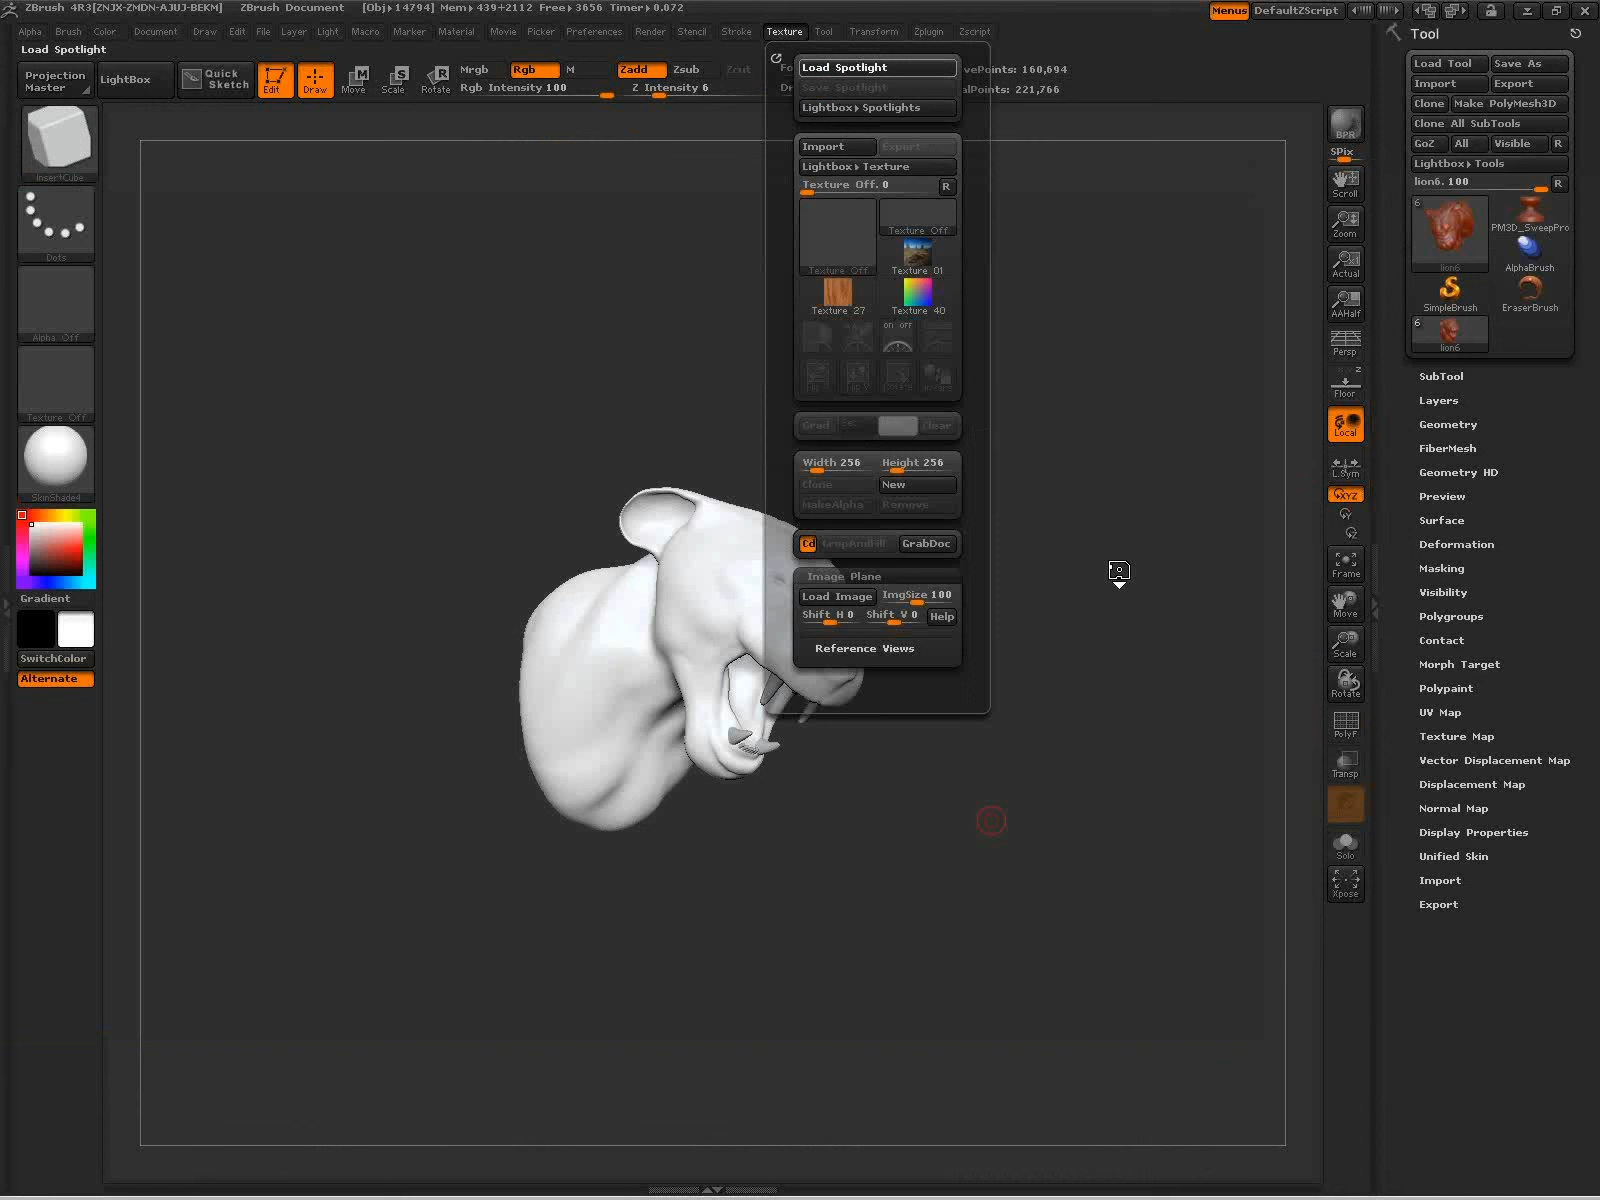 ZBrush 4R3[ZNJX-ZMDN-AJUJ-BEKM] ZBrush Document [Obj▸14794] Mem▸439+2112 Free▸3656 Timer▸0.072 Menus DefaultZScript
Alpha Brush Color Document Draw Edit File Layer Light Macro Marker Material Movie Picker Preferences Render Stencil Stroke Texture Tool Transform Zplugin Zscript
Load Spotlight
Projection Master
LightBox
Quick Sketch
Edit
Draw
Move
Scale
Rotate
Mrgb Rgb M
Rgb Intensity 100
Zadd Zsub Zcut
Z Intensity 6
vePoints: 160,694
alPoints: 221,766
InsertCube
Dots
Alpha Off
Texture Off
SkinShade4
Gradient
SwitchColor
Alternate
Load Spotlight
Save Spotlight
Lightbox▸Spotlights
Import Export
Lightbox▸Texture
Texture Off. 0 R
Texture Off
Texture Off
Texture 01
Texture 27
Texture 40
on off
Grad Sec Clear
Width 256 Height 256
Clone New
MakeAlpha Remove
Cd CropAndFill GrabDoc
Image Plane
Load Image ImgSize 100
Shift H 0 Shift V 0 Help
Reference Views
BPR
SPix
Scroll
Zoom
Actual
AAHalf
Persp
Floor
Local
L.Sym
XYZ
Y
Z
Frame
Move
Scale
Rotate
PolyF
Transp
Solo
Xpose
Tool
Load Tool Save As
Import Export
Clone Make PolyMesh3D
Clone All SubTools
GoZ All Visible R
Lightbox▸Tools
lion6. 100 R
6
lion6
PM3D_SweepPro
AlphaBrush
SimpleBrush
EraserBrush
6
lion6
SubTool
Layers
Geometry
FiberMesh
Geometry HD
Preview
Surface
Deformation
Masking
Visibility
Polygroups
Contact
Morph Target
Polypaint
UV Map
Texture Map
Vector Displacement Map
Displacement Map
Normal Map
Display Properties
Unified Skin
Import
Export